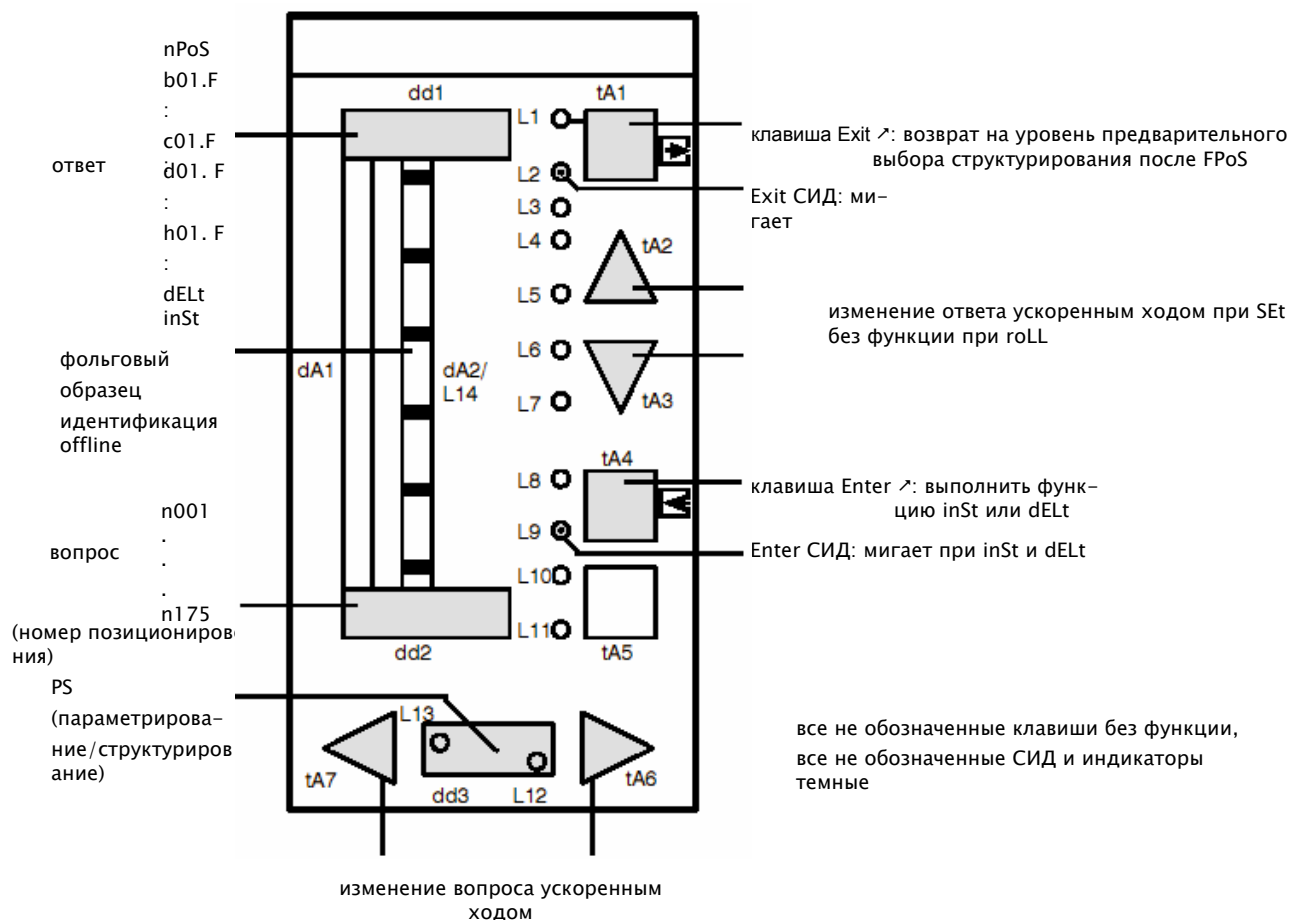 nPoS
b01.F
:
c01.F
:
d01. F
:
h01. F
:
dELt
inSt
ответ
фольговый
образец
идентификация
offline
n001
.
.
.
n175
вопрос
(номер позициониров
ния)
PS
(параметрирова-
ние/структуриров
ание)
dd1
tA1
L1
L2
L3
L4
tA2
L5
L6
dA1
dA2/
L14
L7
tA3
tA4
L8
L9
L10
L11
dd2
tA5
L13
tA7
dd3
L12
tA6
клавиша Exit ↗: возврат на уровень предварительного
выбора структурирования после FPoS
Exit СИД: ми-
гает
изменение ответа ускоренным ходом при SEt
без функции при roLL
клавиша Enter ↗: выполнить функ-
цию inSt или dELt
Enter СИД: мигает при inSt и dELt
все не обозначенные клавиши без функции,
все не обозначенные СИД и индикаторы
темные
изменение вопроса ускоренным
ходом